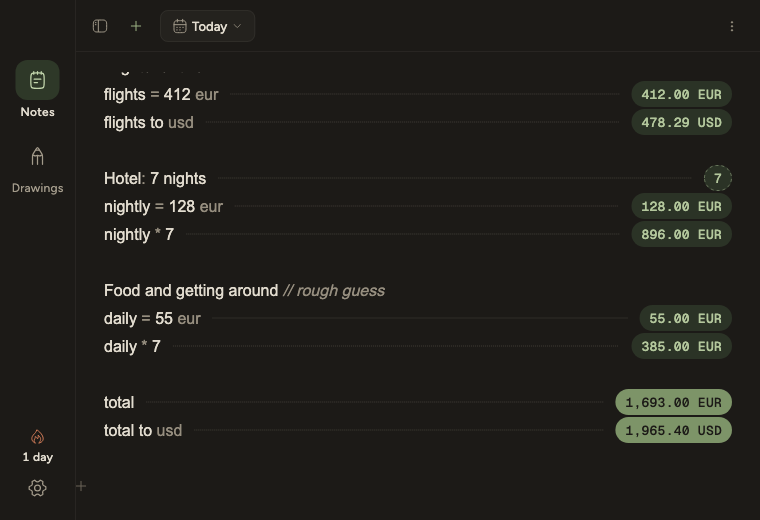 Today
Notes
Drawings
flights = 412 eur 412.00 EUR
flights to usd 478.29 USD
Hotel: 7 nights 7
nightly = 128 eur 128.00 EUR
nightly * 7 896.00 EUR
Food and getting around // rough guess
daily = 55 eur 55.00 EUR
daily * 7 385.00 EUR
total 1,693.00 EUR
total to usd 1,965.40 USD
1 day